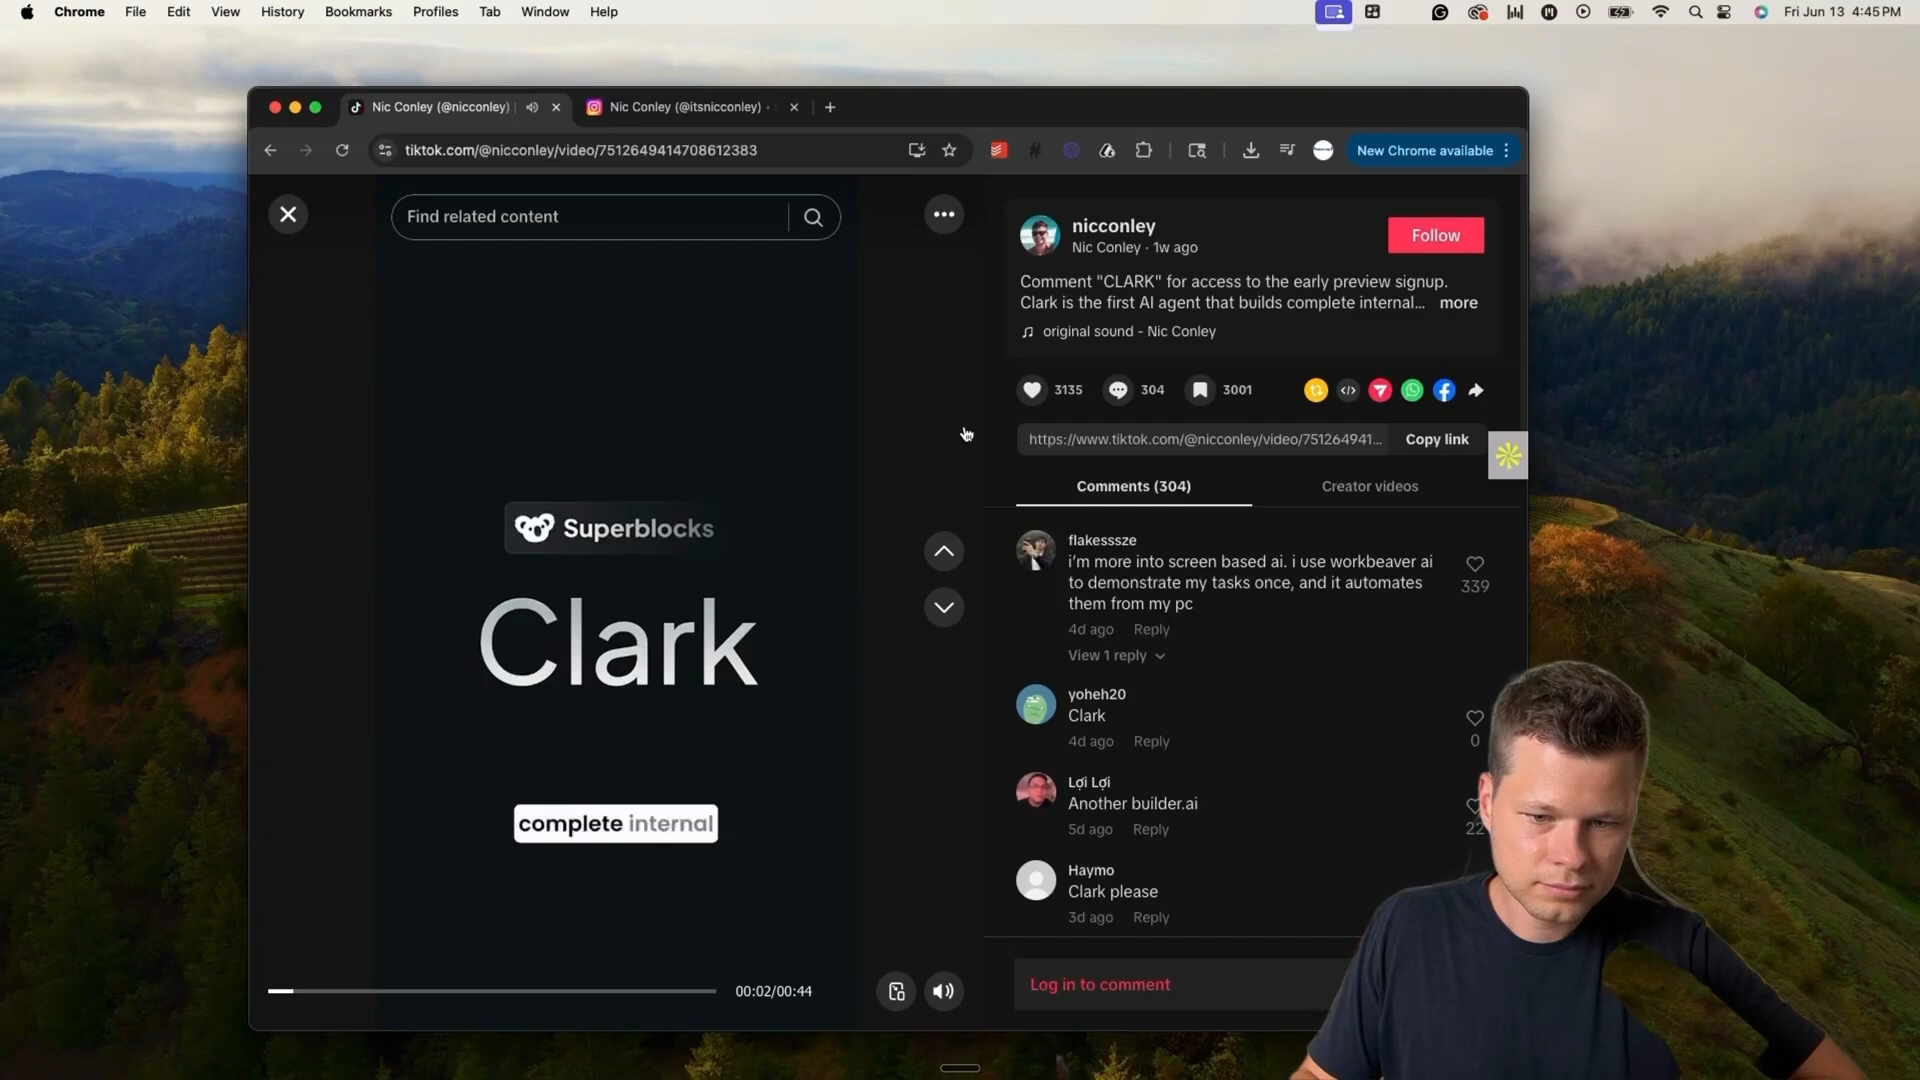 Chrome File Edit View History Bookmarks Profiles Tab Window Help
Fri Jun 13 4:45 PM
Nic Conley (@nicconley) |
Nic Conley (@itsnicconley) •
tiktok.com/@nicconley/video/7512649414708612383
New Chrome available
Find related content
nicconley
Nic Conley · 1w ago
Follow
Comment "CLARK" for access to the early preview signup.
Clark is the first AI agent that builds complete internal... more
original sound - Nic Conley
3135 304 3001
https://www.tiktok.com/@nicconley/video/751264941... Copy link
Comments (304) Creator videos
Superblocks
Clark
complete internal
00:02/00:44
flakesssze
i'm more into screen based ai. i use workbeaver ai
to demonstrate my tasks once, and it automates
them from my pc
339
4d ago Reply
View 1 reply
yoheh20
Clark
4d ago Reply
0
Lợi Lợi
Another builder.ai
5d ago Reply
22
Haymo
Clark please
3d ago Reply
Log in to comment